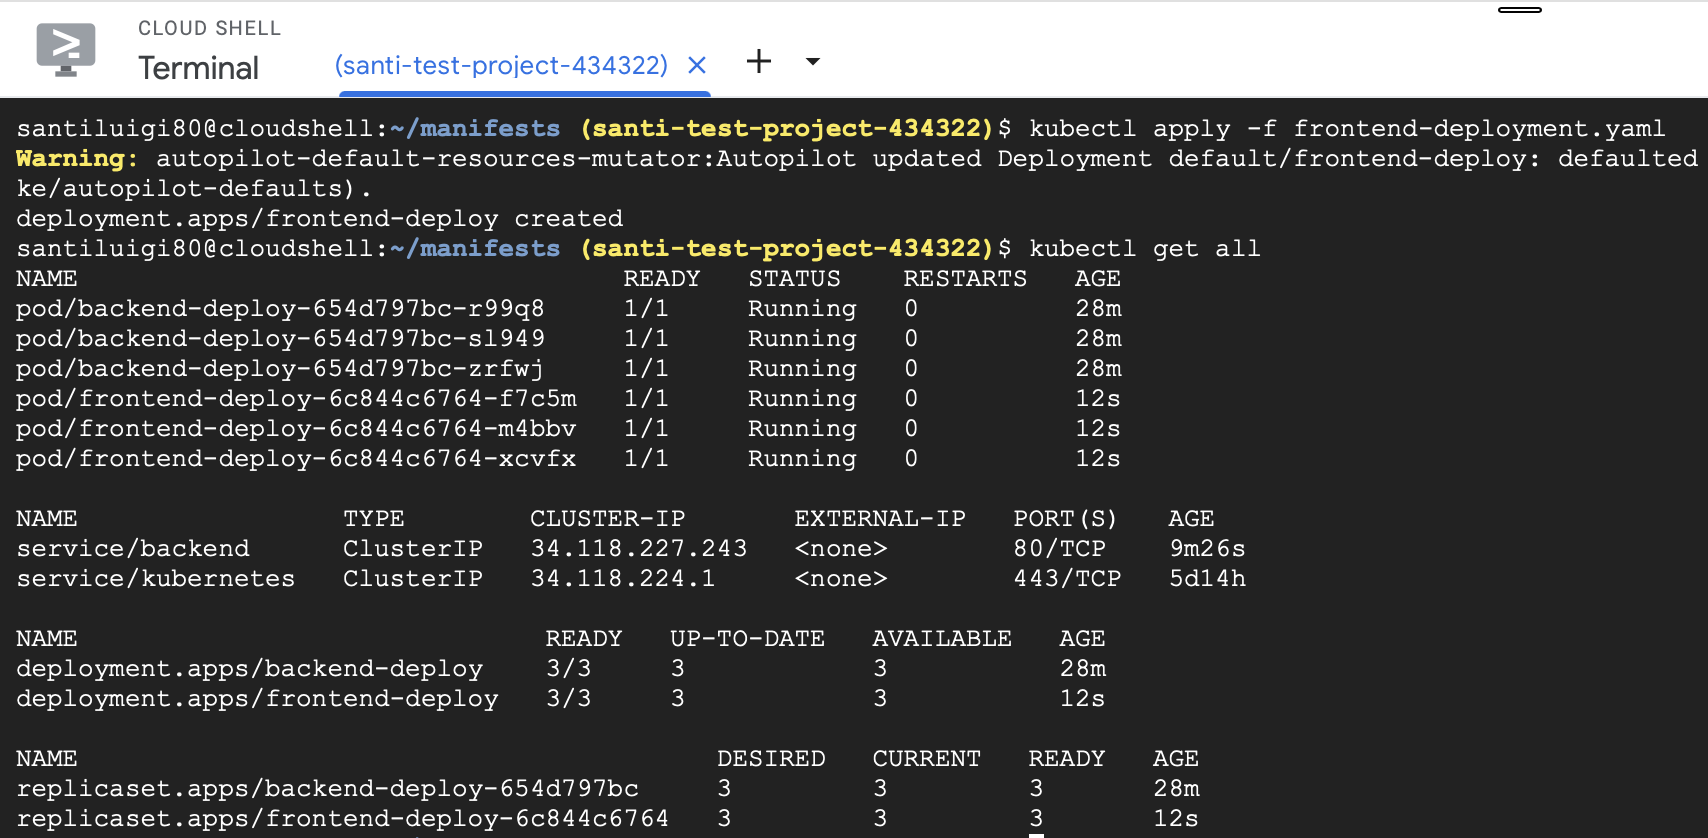 CLOUD SHELL
Terminal
(santi-test-project-434322)
santiluigi80@cloudshell:~/manifests (santi-test-project-434322)$ kubectl apply -f frontend-deployment.yaml
Warning: autopilot-default-resources-mutator:Autopilot updated Deployment default/frontend-deploy: defaulted
ke/autopilot-defaults).
deployment.apps/frontend-deploy created
santiluigi80@cloudshell:~/manifests (santi-test-project-434322)$ kubectl get all
NAME READY STATUS RESTARTS AGE
pod/backend-deploy-654d797bc-r99q8 1/1 Running 0 28m
pod/backend-deploy-654d797bc-sl949 1/1 Running 0 28m
pod/backend-deploy-654d797bc-zrfwj 1/1 Running 0 28m
pod/frontend-deploy-6c844c6764-f7c5m 1/1 Running 0 12s
pod/frontend-deploy-6c844c6764-m4bbv 1/1 Running 0 12s
pod/frontend-deploy-6c844c6764-xcvfx 1/1 Running 0 12s
NAME TYPE CLUSTER-IP EXTERNAL-IP PORT(S) AGE
service/backend ClusterIP 34.118.227.243 <none> 80/TCP 9m26s
service/kubernetes ClusterIP 34.118.224.1 <none> 443/TCP 5d14h
NAME READY UP-TO-DATE AVAILABLE AGE
deployment.apps/backend-deploy 3/3 3 3 28m
deployment.apps/frontend-deploy 3/3 3 3 12s
NAME DESIRED CURRENT READY AGE
replicaset.apps/backend-deploy-654d797bc 3 3 3 28m
replicaset.apps/frontend-deploy-6c844c6764 3 3 3 12s